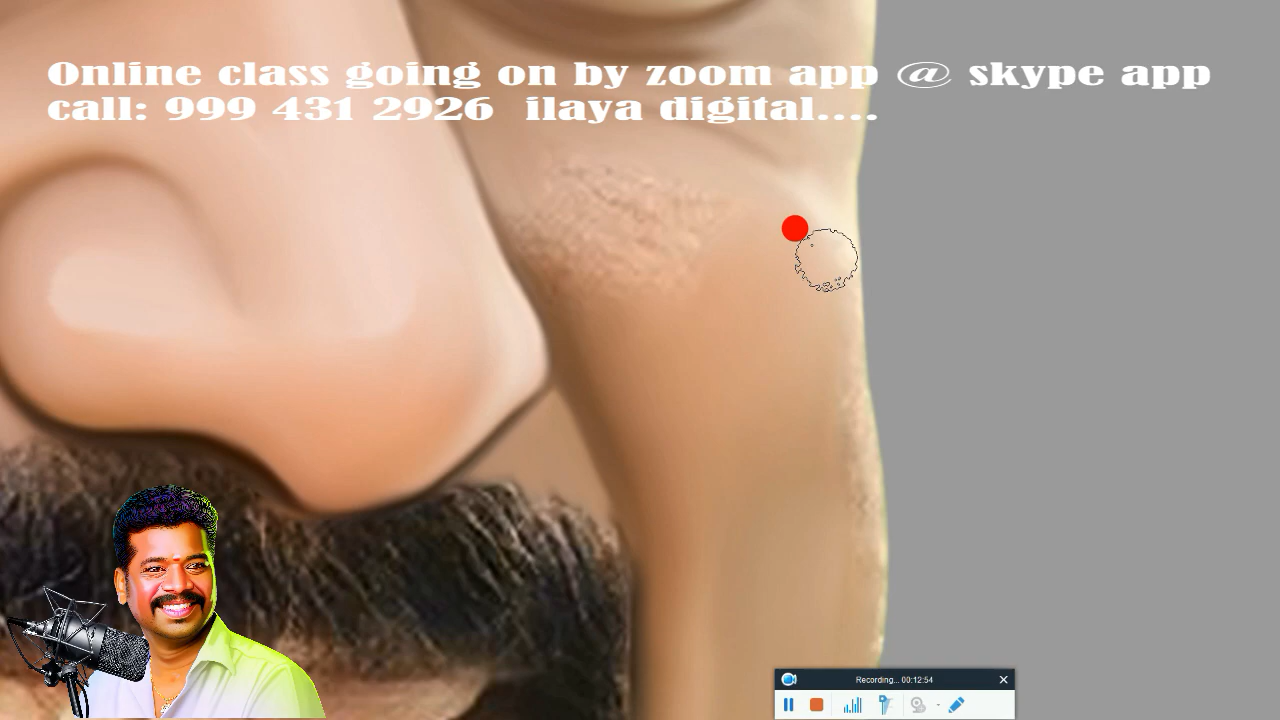 Online class going on by zoom app @ skype app
call: 999 431 2926 ilaya digital....
Recording... 00:12:54